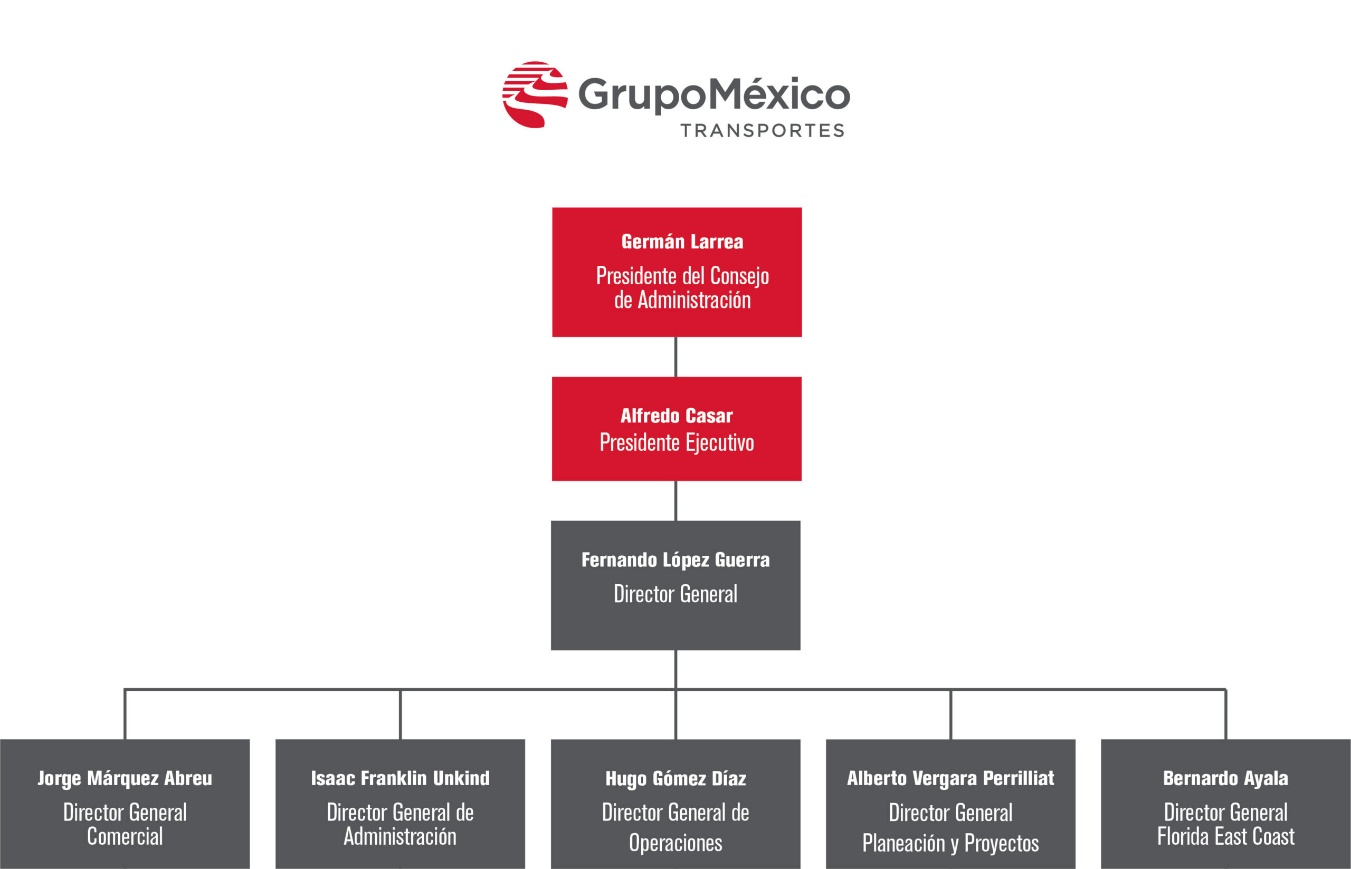 GrupoMéxico
TRANSPORTES
Germán Larrea
Presidente del Consejo
de Administración
Alfredo Casar
Presidente Ejecutivo
Fernando López Guerra
Director General
Jorge Márquez Abreu
Director General
Comercial
Isaac Franklin Unkind
Director General de
Administración
Hugo Gómez Díaz
Director General de
Operaciones
Alberto Vergara Perrilliat
Director General
Planeación y Proyectos
Bernardo Ayala
Director General
Florida East Coast